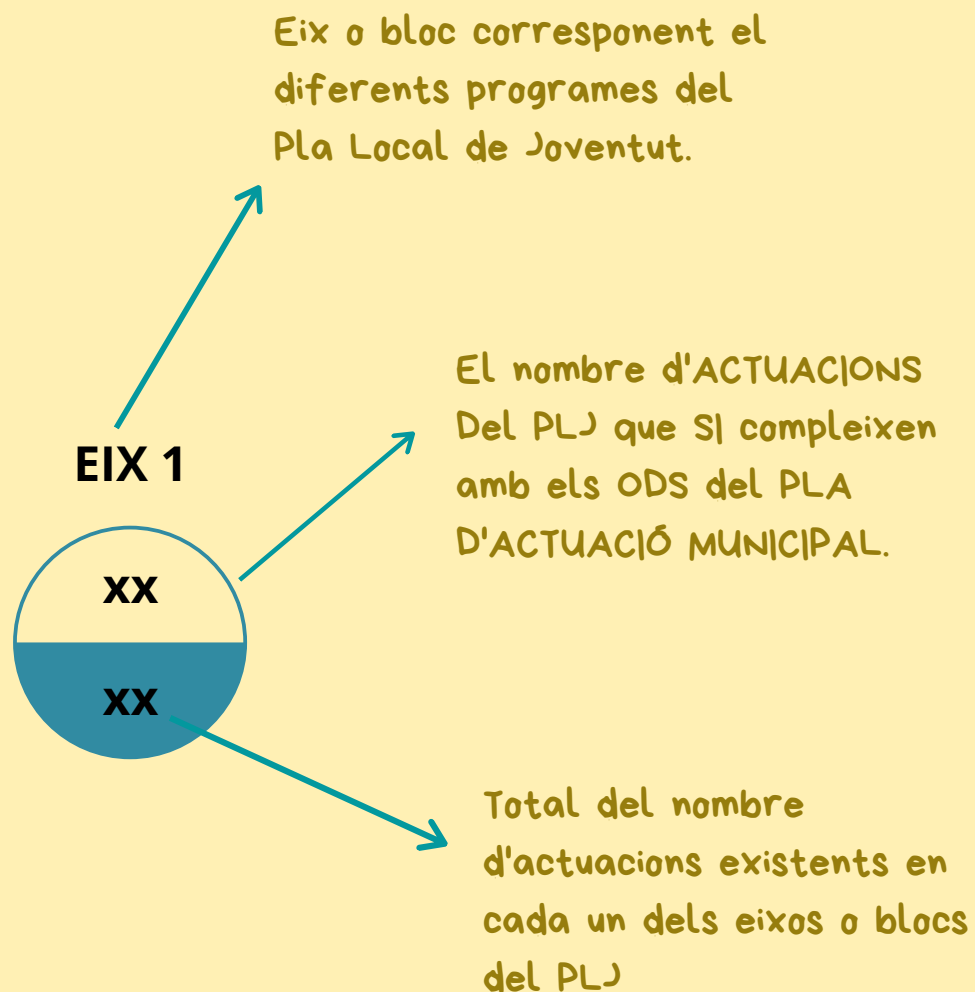 Eix o bloc corresponent el
diferents programes del
Pla Local de Joventut.
El nombre d'ACTUACIONS
Del PLJ que SI compleixen
amb els ODS del PLA
D'ACTUACIÓ MUNICIPAL.
EIX 1
xx
xx
Total del nombre
d'actuacions existents en
cada un dels eixos o blocs
del PLJ